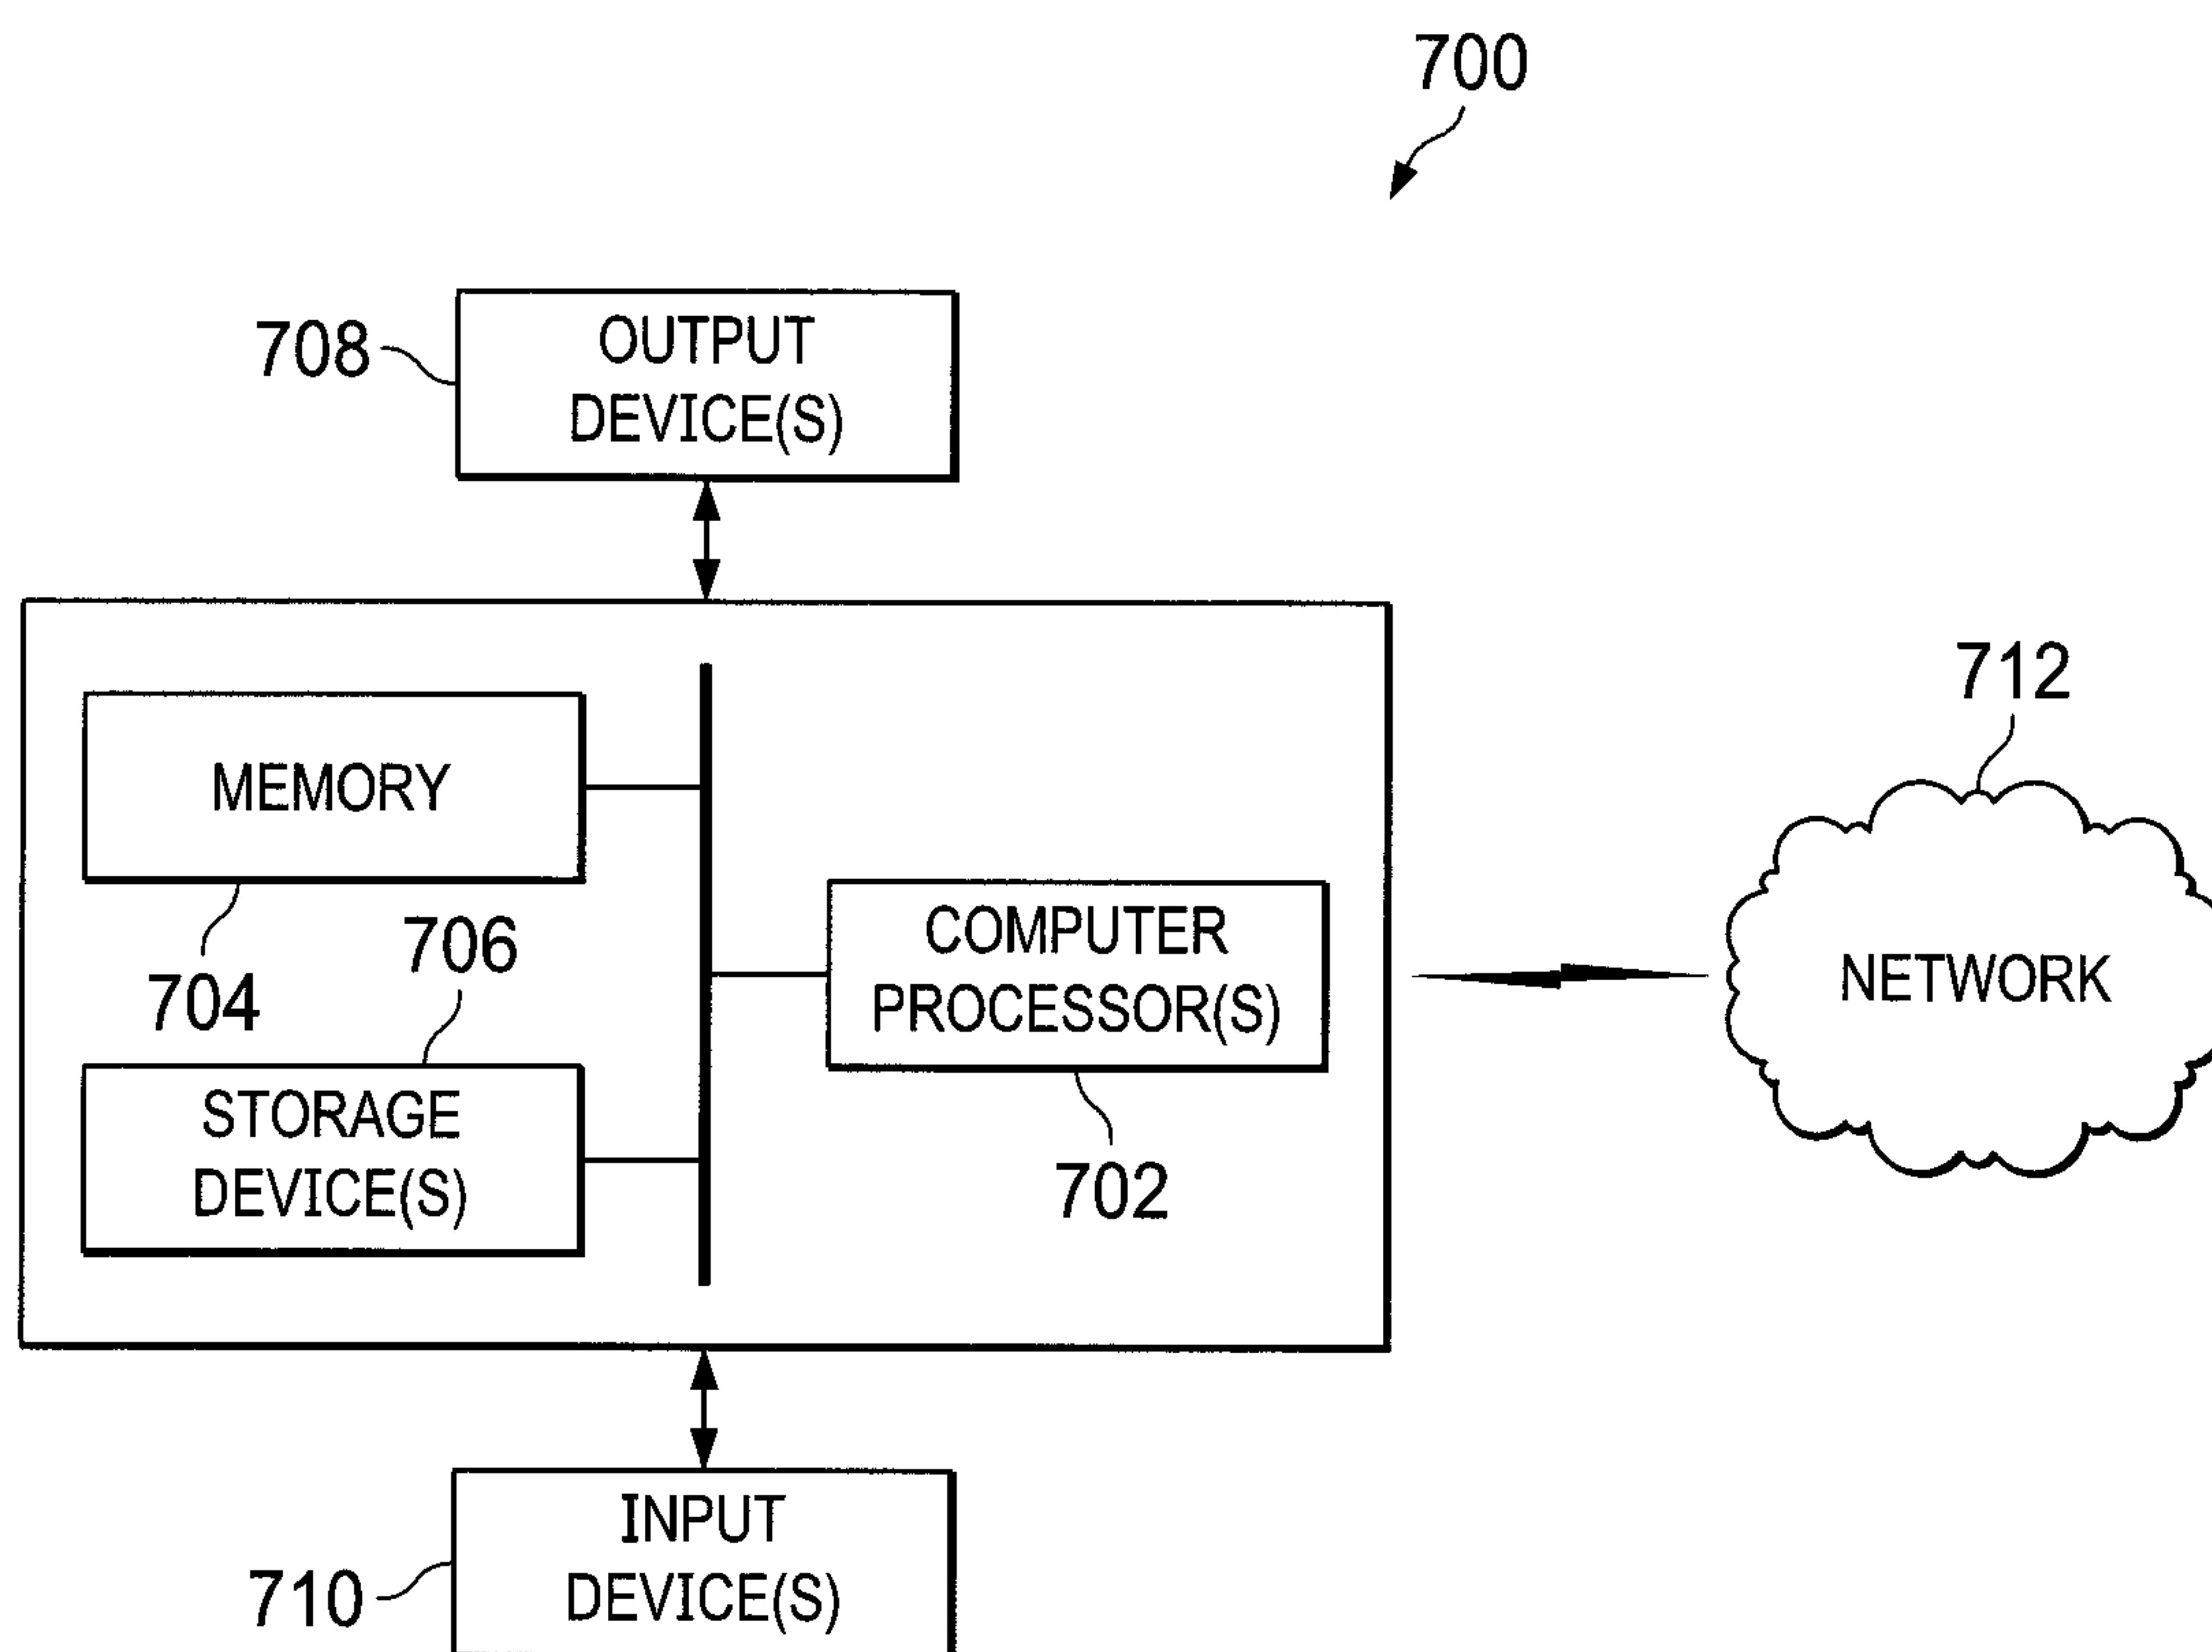 700
708
OUTPUT
DEVICE(S)
712
MEMORY
704
706
COMPUTER
PROCESSOR(S)
702
NETWORK
STORAGE
DEVICE(S)
INPUT
DEVICE(S)
710